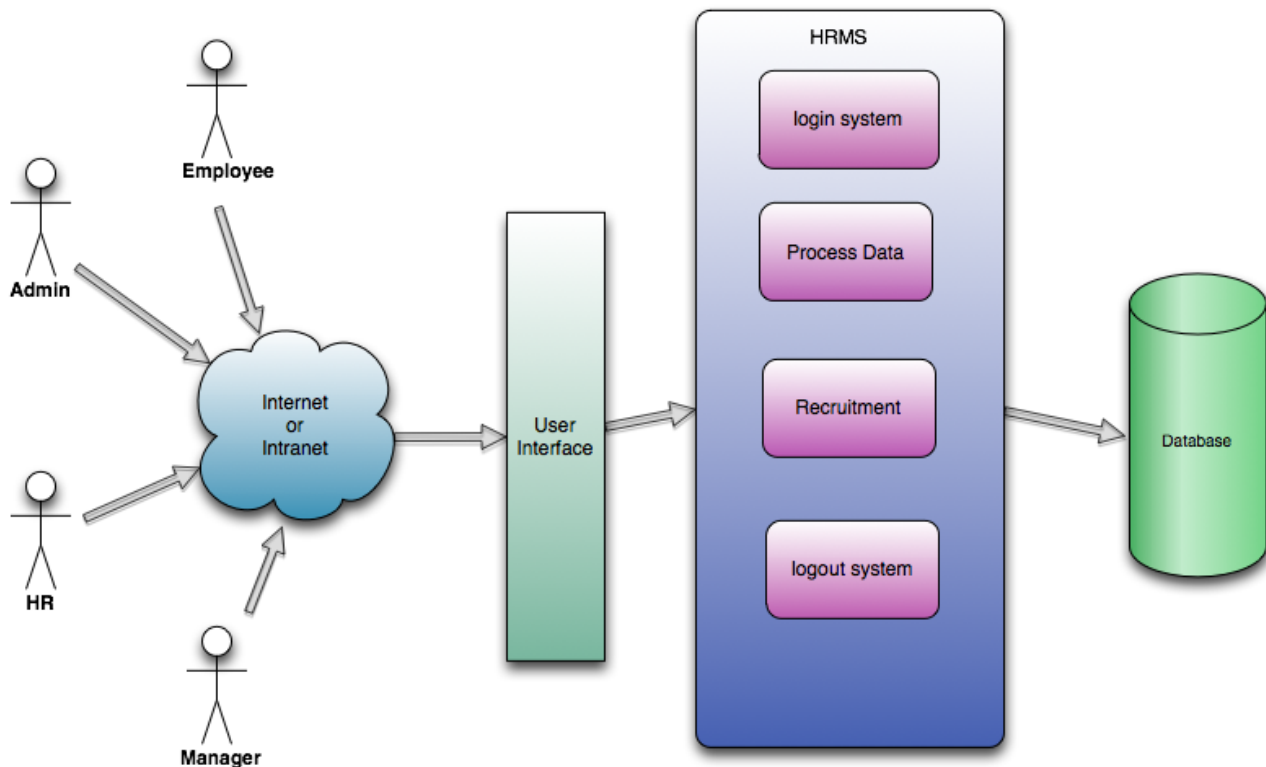 Employee
Admin
HR
Manager
Internet
or
Intranet
User
Interface
HRMS
login system
Process Data
Recruitment
logout system
Database